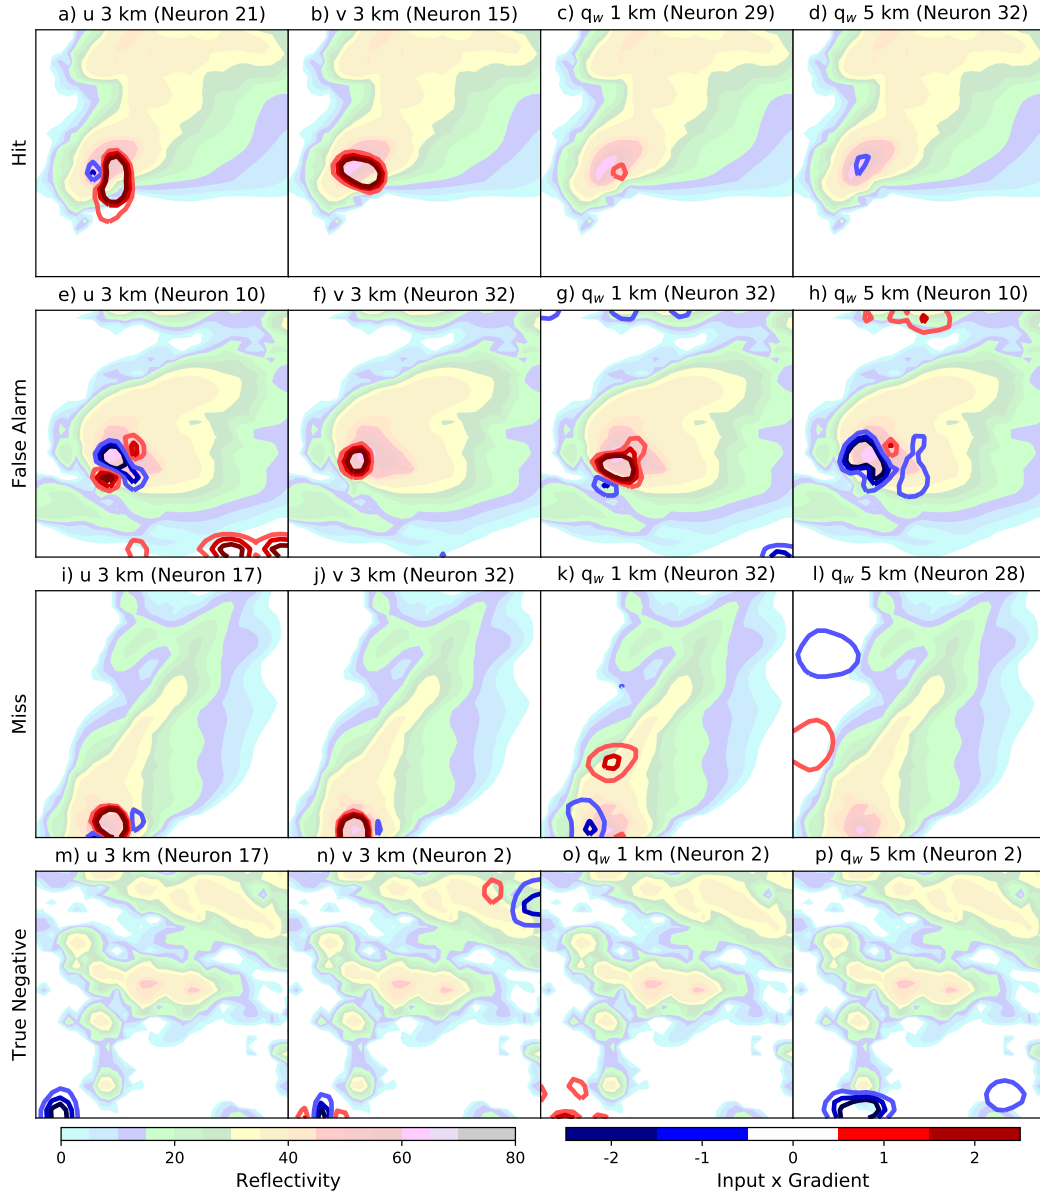 a) u 3 km (Neuron 21)
b) v 3 km (Neuron 15)
c) q_w 1 km (Neuron 29)
d) q_w 5 km (Neuron 32)
Hit
e) u 3 km (Neuron 10)
f) v 3 km (Neuron 32)
g) q_w 1 km (Neuron 32)
h) q_w 5 km (Neuron 10)
False Alarm
i) u 3 km (Neuron 17)
j) v 3 km (Neuron 32)
k) q_w 1 km (Neuron 32)
l) q_w 5 km (Neuron 28)
Miss
m) u 3 km (Neuron 17)
n) v 3 km (Neuron 2)
o) q_w 1 km (Neuron 2)
p) q_w 5 km (Neuron 2)
True Negative
0 20 40 60 80
Reflectivity
-2 -1 0 1 2
Input x Gradient